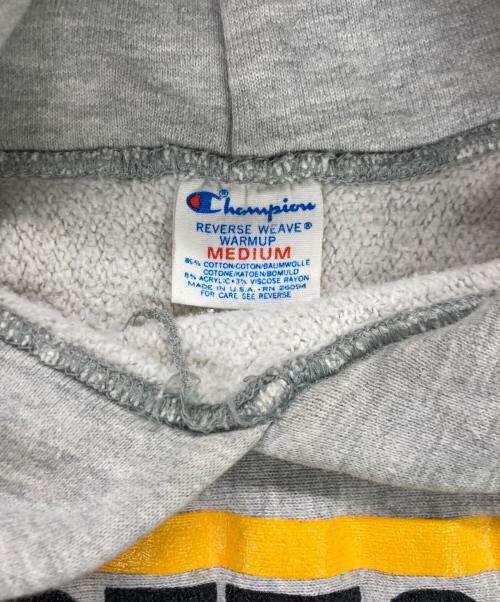 Champion®
REVERSE WEAVE®
WARMUP
MEDIUM
89% COTTON/COTON/BAUMWOLLE
COTONE/KATOEN/BOMULD
8% ACRYLIC • 3% VISCOSE RAYON
MADE IN U.S.A. • RN 26094
FOR CARE SEE REVERSE